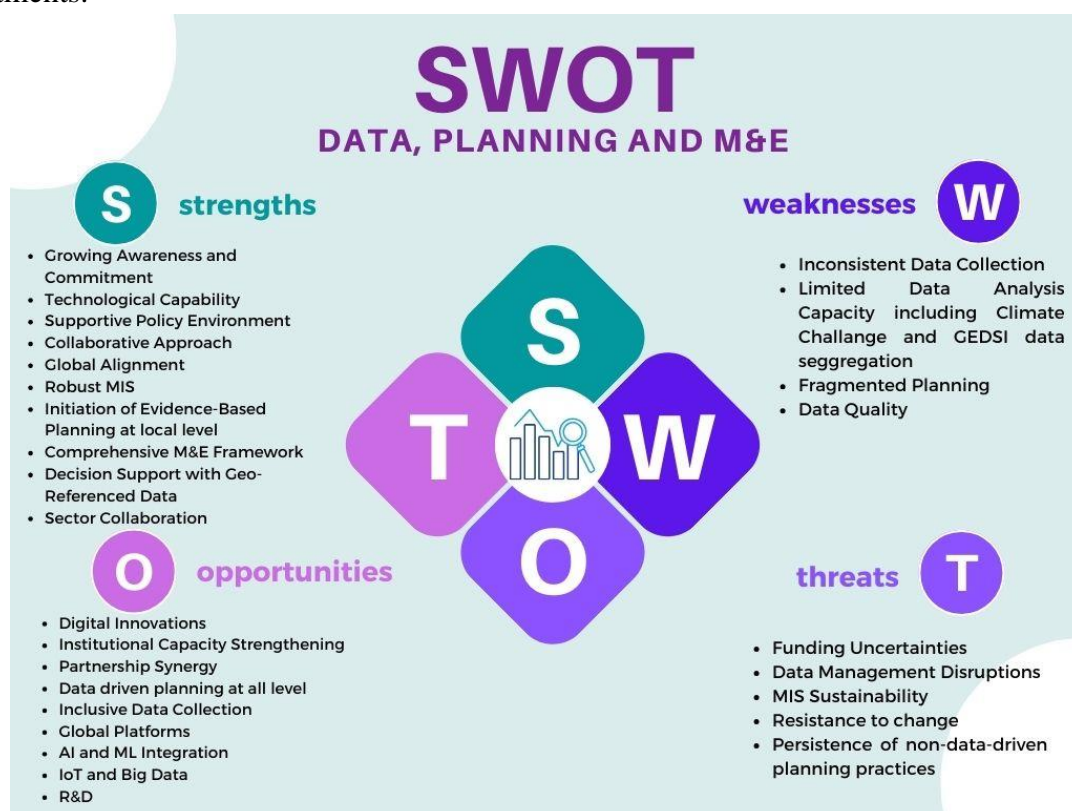 SWOT
DATA, PLANNING AND M&E
S strengths
• Growing Awareness and
Commitment
• Technological Capability
• Supportive Policy Environment
• Collaborative Approach
• Global Alignment
• Robust MIS
• Initiation of Evidence-Based
Planning at local level
• Comprehensive M&E Framework
• Decision Support with Geo-
Referenced Data
• Sector Collaboration
weaknesses W
• Inconsistent Data Collection
• Limited Data Analysis
Capacity including Climate
Challange and GEDSI data
seggregation
• Fragmented Planning
• Data Quality
S
T
W
O
O opportunities
• Digital Innovations
• Institutional Capacity Strengthening
• Partnership Synergy
• Data driven planning at all level
• Inclusive Data Collection
• Global Platforms
• AI and ML Integration
• IoT and Big Data
• R&D
threats T
• Funding Uncertainties
• Data Management Disruptions
• MIS Sustainability
• Resistance to change
• Persistence of non-data-driven
planning practices